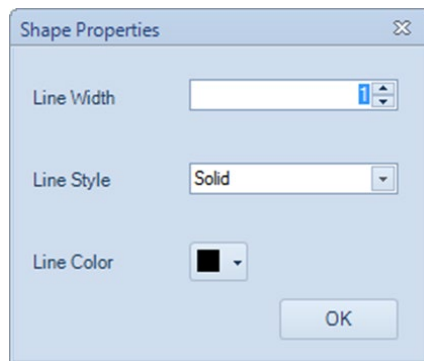 Shape Properties
Line Width 1
Line Style Solid
Line Color
OK